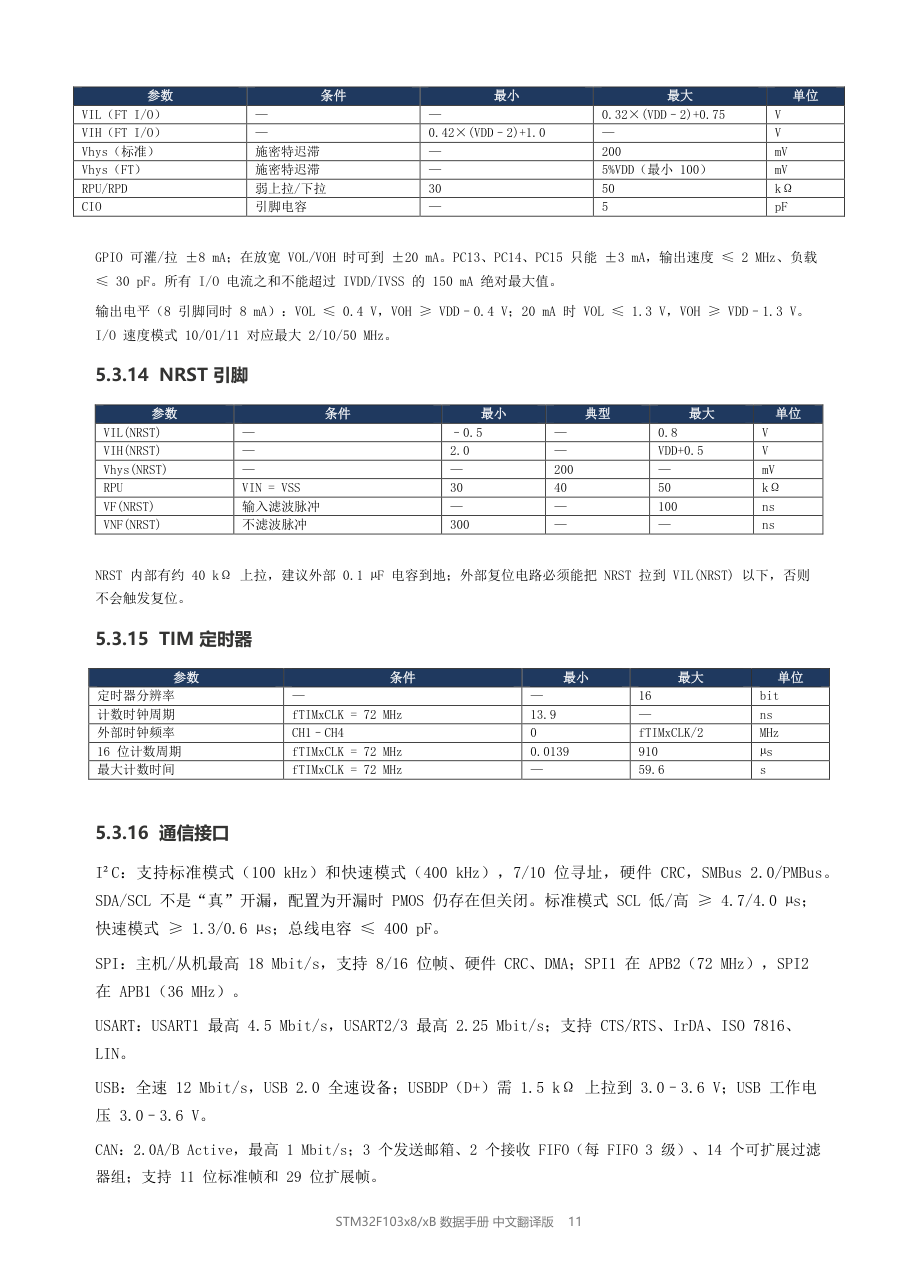 参数 条件 最小 最大 单位
VIL（FT I/O） — — 0.32×(VDD–2)+0.75 V
VIH（FT I/O） — 0.42×(VDD–2)+1.0 — V
Vhys（标准） 施密特迟滞 — 200 mV
Vhys（FT） 施密特迟滞 — 5%VDD（最小 100） mV
RPU/RPD 弱上拉/下拉 30 50 kΩ
CIO 引脚电容 — 5 pF
GPIO 可灌/拉 ±8 mA；在放宽 VOL/VOH 时可到 ±20 mA。PC13、PC14、PC15 只能 ±3 mA，输出速度 ≤ 2 MHz、负载
≤ 30 pF。所有 I/O 电流之和不能超过 IVDD/IVSS 的 150 mA 绝对最大值。
输出电平（8 引脚同时 8 mA）：VOL ≤ 0.4 V，VOH ≥ VDD–0.4 V；20 mA 时 VOL ≤ 1.3 V，VOH ≥ VDD–1.3 V。
I/O 速度模式 10/01/11 对应最大 2/10/50 MHz。
5.3.14 NRST 引脚
参数 条件 最小 典型 最大 单位
VIL(NRST) — –0.5 — 0.8 V
VIH(NRST) — 2.0 — VDD+0.5 V
Vhys(NRST) — — 200 — mV
RPU VIN = VSS 30 40 50 kΩ
VF(NRST) 输入滤波脉冲 — — 100 ns
VNF(NRST) 不滤波脉冲 300 — — ns
NRST 内部有约 40 kΩ 上拉，建议外部 0.1 μF 电容到地；外部复位电路必须能把 NRST 拉到 VIL(NRST) 以下，否则
不会触发复位。
5.3.15 TIM 定时器
参数 条件 最小 最大 单位
定时器分辨率 — — 16 bit
计数时钟周期 fTIMxCLK = 72 MHz 13.9 — ns
外部时钟频率 CH1–CH4 0 fTIMxCLK/2 MHz
16 位计数周期 fTIMxCLK = 72 MHz 0.0139 910 μs
最大计数时间 fTIMxCLK = 72 MHz — 59.6 s
5.3.16 通信接口
I²C：支持标准模式（100 kHz）和快速模式（400 kHz），7/10 位寻址，硬件 CRC，SMBus 2.0/PMBus。
SDA/SCL 不是“真”开漏，配置为开漏时 PMOS 仍存在但关闭。标准模式 SCL 低/高 ≥ 4.7/4.0 μs；
快速模式 ≥ 1.3/0.6 μs；总线电容 ≤ 400 pF。
SPI：主机/从机最高 18 Mbit/s，支持 8/16 位帧、硬件 CRC、DMA；SPI1 在 APB2（72 MHz），SPI2
在 APB1（36 MHz）。
USART：USART1 最高 4.5 Mbit/s，USART2/3 最高 2.25 Mbit/s；支持 CTS/RTS、IrDA、ISO 7816、
LIN。
USB：全速 12 Mbit/s，USB 2.0 全速设备；USBDP（D+）需 1.5 kΩ 上拉到 3.0–3.6 V；USB 工作电
压 3.0–3.6 V。
CAN：2.0A/B Active，最高 1 Mbit/s；3 个发送邮箱、2 个接收 FIFO（每 FIFO 3 级）、14 个可扩展过滤
器组；支持 11 位标准帧和 29 位扩展帧。
STM32F103x8/xB 数据手册 中文翻译版 11